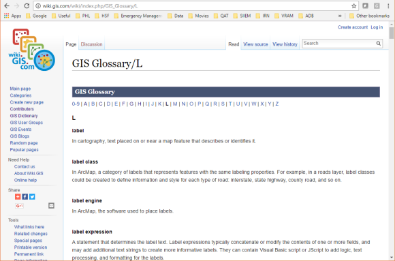 wiki.gis.com/wiki/index.php/GIS_Glossary/L
Apps Google Useful FHL HSF Emergency Manage Data Movies QAT STEM IRN VRAM ADE Other bookmarks
Create account Log in
Page Discussion Read View source View history Search
wiki
GIS
.com
GIS Glossary/L
GIS Glossary
0-9 | A | B | C | D | E | F | G | H | I | J | K | L | M | N | O | P | Q | R | S | T | U | V | W | X | Y | Z
L
Main page
Categories
Create new page
Contributors
GIS Dictionary
GIS User Groups
GIS Events
GIS Blogs
Random page
Popular pages
Need Help
Contact us
About Wiki GIS
Online Help
Share
Tools
What links here
Related changes
Special pages
Printable version
Permanent link
label
In cartography, text placed on or near a map feature that describes or identifies it.
label class
In ArcMap, a category of labels that represents features with the same labeling properties. For example, in a roads layer, label classes
could be created to define information and style for each type of road: interstate, state highway, county road, and so on.
label engine
In ArcMap, the software used to place labels.
label expression
A statement that determines the label text. Label expressions typically concatenate or modify the contents of one or more fields, and
may add additional text strings to create more informative labels. They can contain Visual Basic script or JScript to add logic, text
processing, and formatting for the labels.